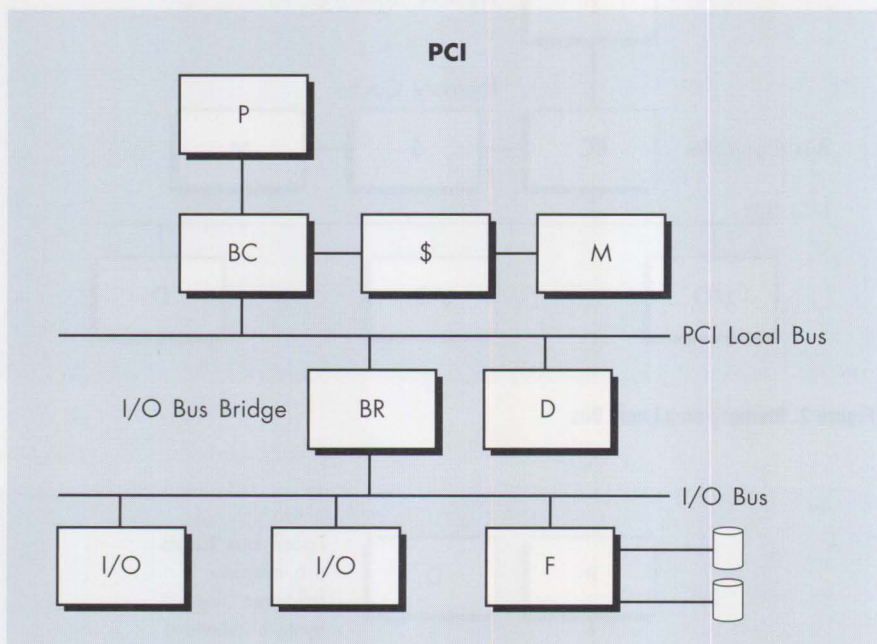 PCI
P
BC
$
M
PCI Local Bus
I/O Bus Bridge
BR
D
I/O Bus
I/O
I/O
F